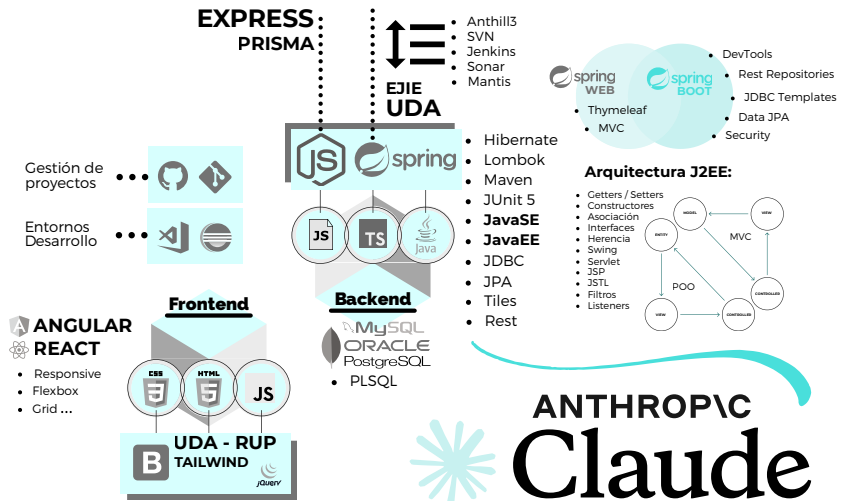 EXPRESS
PRISMA
Anthill3
SVN
Jenkins
Sonar
Mantis
EJIE
UDA
spring
WEB
spring
BOOT
Thymeleaf
MVC
DevTools
Rest Repositories
JDBC Templates
Data JPA
Security
Gestión de
proyectos
Entornos
Desarrollo
JS
spring
JS
TS
Java
Hibernate
Lombok
Maven
JUnit 5
JavaSE
JavaEE
JDBC
JPA
Tiles
Rest
Arquitectura J2EE:
Getters / Setters
Constructores
Asociación
Interfaces
Herencia
Swing
Servlet
JSP
JSTL
Filtros
Listeners
MODEL
VIEW
ENTITY
MVC
POO
CONTROLLER
VIEW
CONTROLLER
Frontend
Backend
ANGULAR
REACT
Responsive
Flexbox
Grid ...
MySQL
ORACLE
PostgreSQL
PLSQL
CSS
3
HTML
5
JS
B
UDA - RUP
TAILWIND
jQuery
ANTHROP\C
Claude